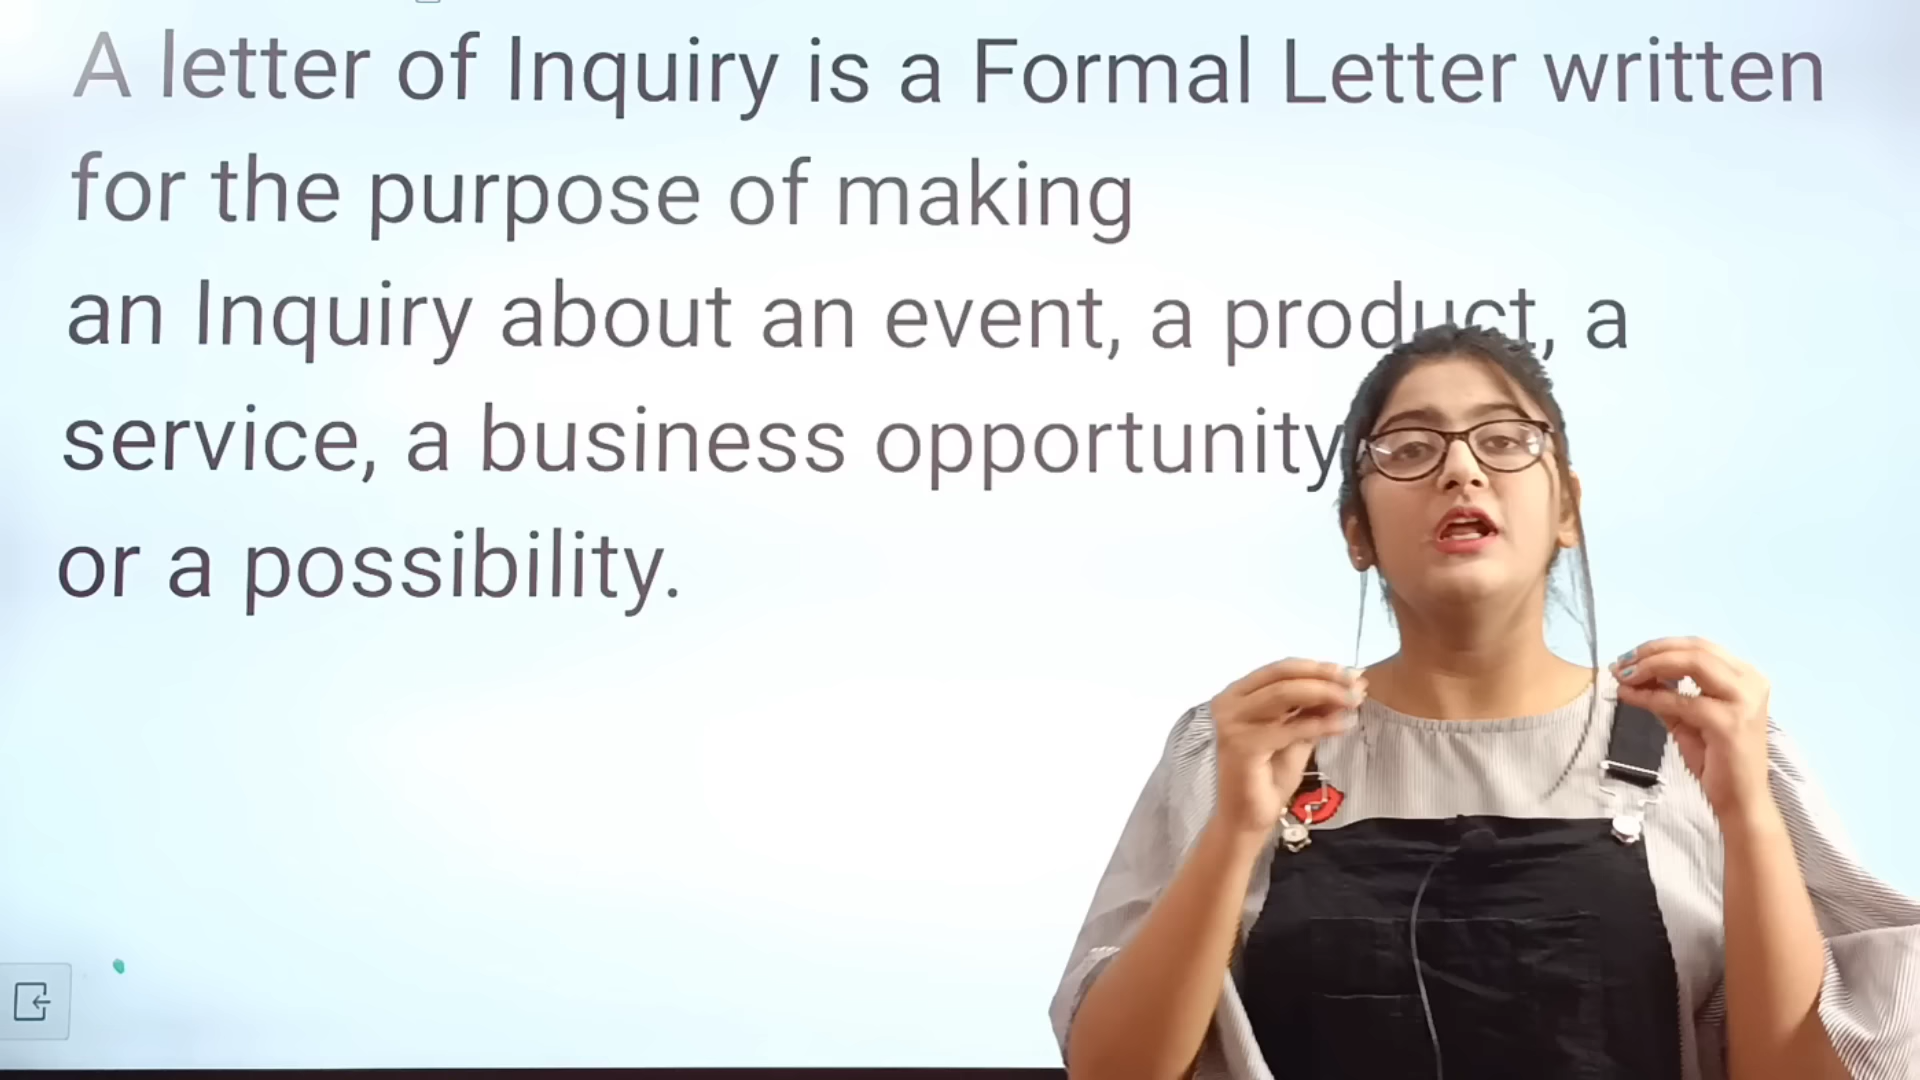 A letter of Inquiry is a Formal Letter written
for the purpose of making
an Inquiry about an event, a product, a
service, a business opportunity
or a possibility.